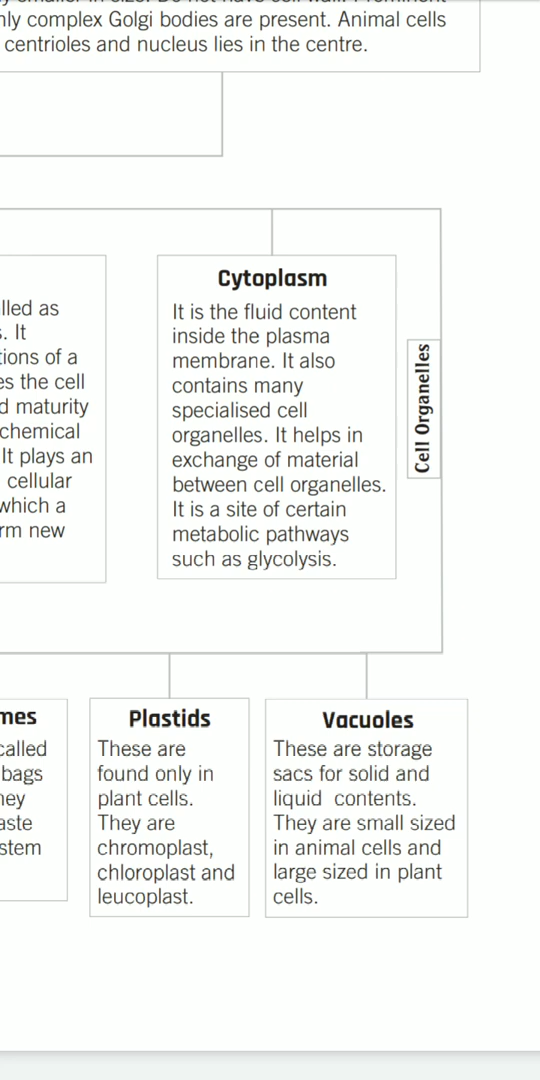 nly complex Golgi bodies are present. Animal cells
centrioles and nucleus lies in the centre.
lled as
s. It
tions of a
es the cell
d maturity
chemical
It plays an
cellular
which a
rm new
Cytoplasm
It is the fluid content
inside the plasma
membrane. It also
contains many
specialised cell
organelles. It helps in
exchange of material
between cell organelles.
It is a site of certain
metabolic pathways
such as glycolysis.
Cell Organelles
mes
called
bags
hey
aste
stem
Plastids
These are
found only in
plant cells.
They are
chromoplast,
chloroplast and
leucoplast.
Vacuoles
These are storage
sacs for solid and
liquid contents.
They are small sized
in animal cells and
large sized in plant
cells.